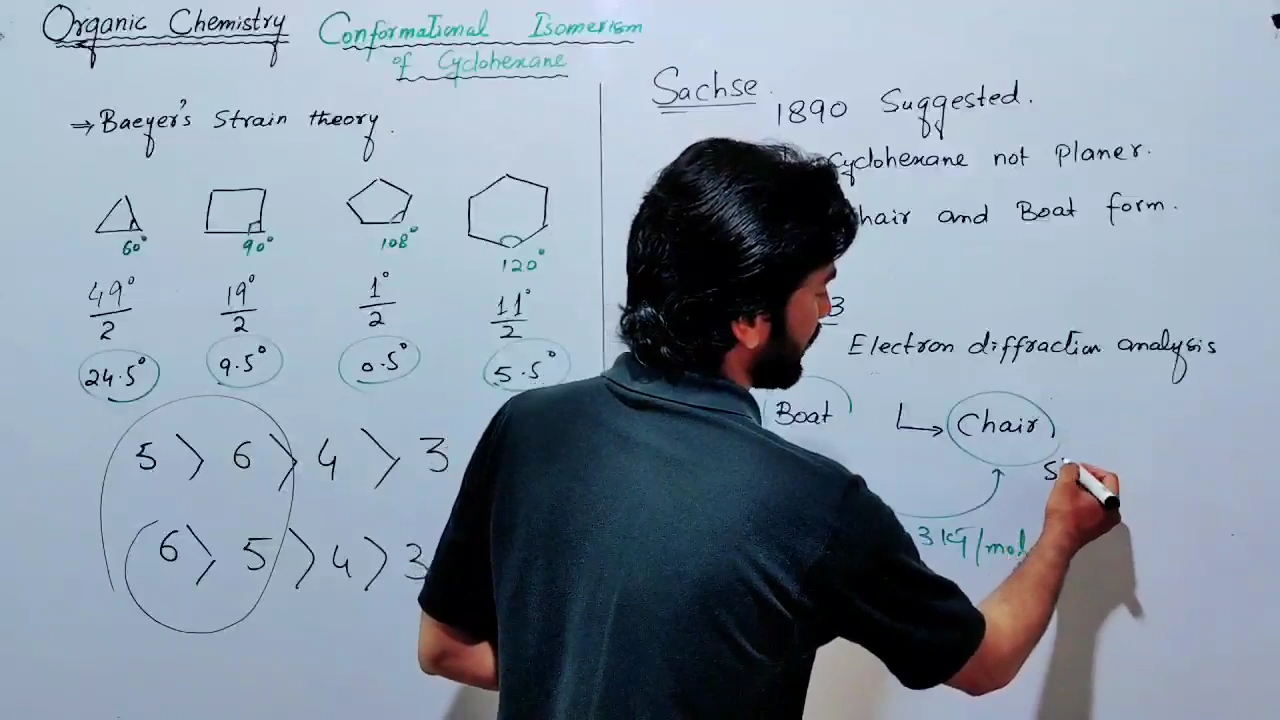 Organic Chemistry Conformational Isomerism
of Cyclohexane
⇒ Baeyer's Strain theory.
60° 90° 108° 120°
49°/2 19°/2 1°/2 11°/2
24.5° 9.5° 0.5° 5.5°
5 > 6 > 4 > 3
6 > 5 > 4 > 3
Sachse.
1890 Suggested.
Cyclohexane not Planer.
and Boat form.
3
Electron diffraction analysis
Boat Chair
3 KJ/mol